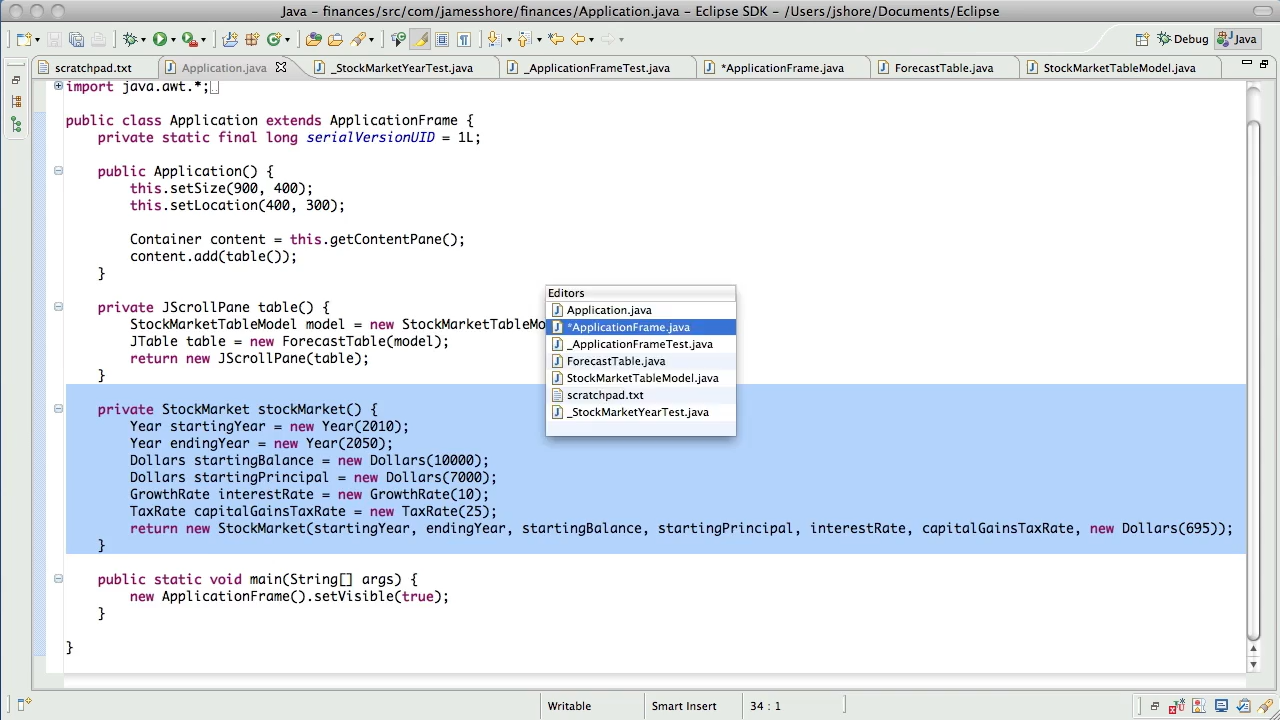 Java - finances/src/com/jamesshore/finances/Application.java - Eclipse SDK - /Users/jshore/Documents/Eclipse
Debug Java
scratchpad.txt Application.java _StockMarketYearTest.java _ApplicationFrameTest.java *ApplicationFrame.java ForecastTable.java StockMarketTableModel.java
import java.awt.*;
public class Application extends ApplicationFrame {
private static final long serialVersionUID = 1L;
public Application() {
this.setSize(900, 400);
this.setLocation(400, 300);
Container content = this.getContentPane();
content.add(table());
}
private JScrollPane table() {
StockMarketTableModel model = new StockMarketTableMo
JTable table = new ForecastTable(model);
return new JScrollPane(table);
}
private StockMarket stockMarket() {
Year startingYear = new Year(2010);
Year endingYear = new Year(2050);
Dollars startingBalance = new Dollars(10000);
Dollars startingPrincipal = new Dollars(7000);
GrowthRate interestRate = new GrowthRate(10);
TaxRate capitalGainsTaxRate = new TaxRate(25);
return new StockMarket(startingYear, endingYear, startingBalance, startingPrincipal, interestRate, capitalGainsTaxRate, new Dollars(695));
}
public static void main(String[] args) {
new ApplicationFrame().setVisible(true);
}
}
Editors
Application.java
*ApplicationFrame.java
_ApplicationFrameTest.java
ForecastTable.java
StockMarketTableModel.java
scratchpad.txt
_StockMarketYearTest.java
Writable Smart Insert 34 : 1